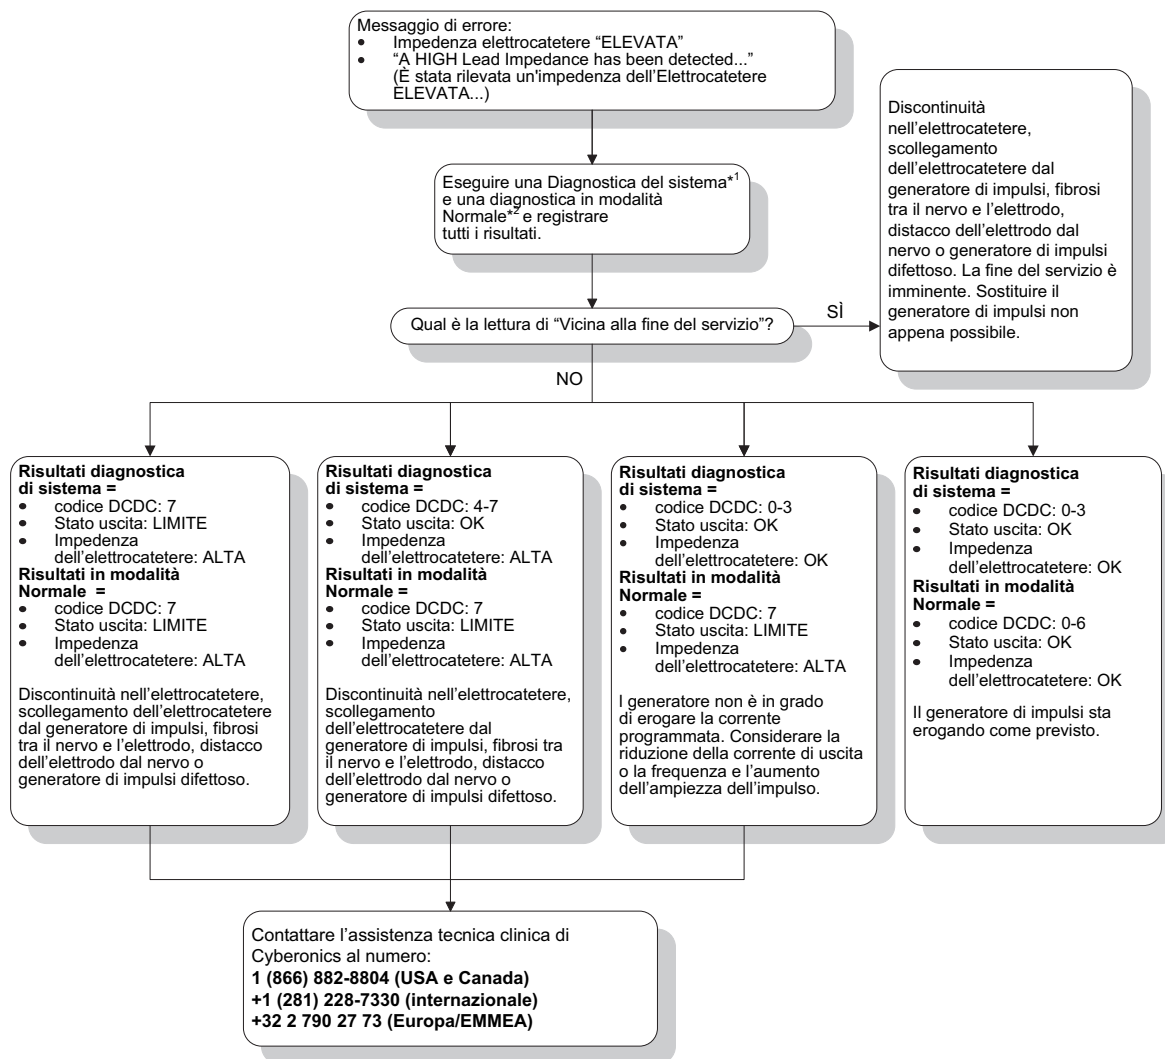 Messaggio di errore:
• Impedenza elettrocatetere “ELEVATA”
• “A HIGH Lead Impedance has been detected...”
(È stata rilevata un'impedenza dell’Elettrocatetere
ELEVATA...)
Eseguire una Diagnostica del sistema*1
e una diagnostica in modalità
Normale*2 e registrare
tutti i risultati.
Qual è la lettura di “Vicina alla fine del servizio”?
SÌ
Discontinuità
nell’elettrocatetere,
scollegamento
dell’elettrocatetere dal
generatore di impulsi, fibrosi
tra il nervo e l’elettrodo,
distacco dell’elettrodo dal
nervo o generatore di impulsi
difettoso. La fine del servizio è
imminente. Sostituire il
generatore di impulsi non
appena possibile.
NO
Risultati diagnostica
di sistema =
• codice DCDC: 7
• Stato uscita: LIMITE
• Impedenza
dell’elettrocatetere: ALTA
Risultati in modalità
Normale =
• codice DCDC: 7
• Stato uscita: LIMITE
• Impedenza
dell’elettrocatetere: ALTA
Discontinuità nell’elettrocatetere,
scollegamento dell’elettrocatetere
dal generatore di impulsi, fibrosi
tra il nervo e l’elettrodo, distacco
dell’elettrodo dal nervo o
generatore di impulsi difettoso.
Risultati diagnostica
di sistema =
• codice DCDC: 4-7
• Stato uscita: OK
• Impedenza
dell’elettrocatetere: ALTA
Risultati in modalità
Normale =
• codice DCDC: 7
• Stato uscita: LIMITE
• Impedenza
dell’elettrocatetere: ALTA
Discontinuità nell’elettrocatetere,
scollegamento
dell’elettrocatetere dal
generatore di impulsi, fibrosi tra
il nervo e l’elettrodo, distacco
dell’elettrodo dal nervo o
generatore di impulsi difettoso.
Risultati diagnostica
di sistema =
• codice DCDC: 0-3
• Stato uscita: OK
• Impedenza
dell’elettrocatetere: OK
Risultati in modalità
Normale =
• codice DCDC: 7
• Stato uscita: LIMITE
• Impedenza
dell’elettrocatetere: ALTA
I generatore non è in grado
di erogare la corrente
programmata. Considerare la
riduzione della corrente di uscita
o la frequenza e l’aumento
dell’ampiezza dell’impulso.
Risultati diagnostica
di sistema =
• codice DCDC: 0-3
• Stato uscita: OK
• Impedenza
dell’elettrocatetere: OK
Risultati in modalità
Normale =
• codice DCDC: 0-6
• Stato uscita: OK
• Impedenza
dell’elettrocatetere: OK
Il generatore di impulsi sta
erogando come previsto.
Contattare l’assistenza tecnica clinica di
Cyberonics al numero:
1 (866) 882-8804 (USA e Canada)
+1 (281) 228-7330 (internazionale)
+32 2 790 27 73 (Europa/EMMEA)